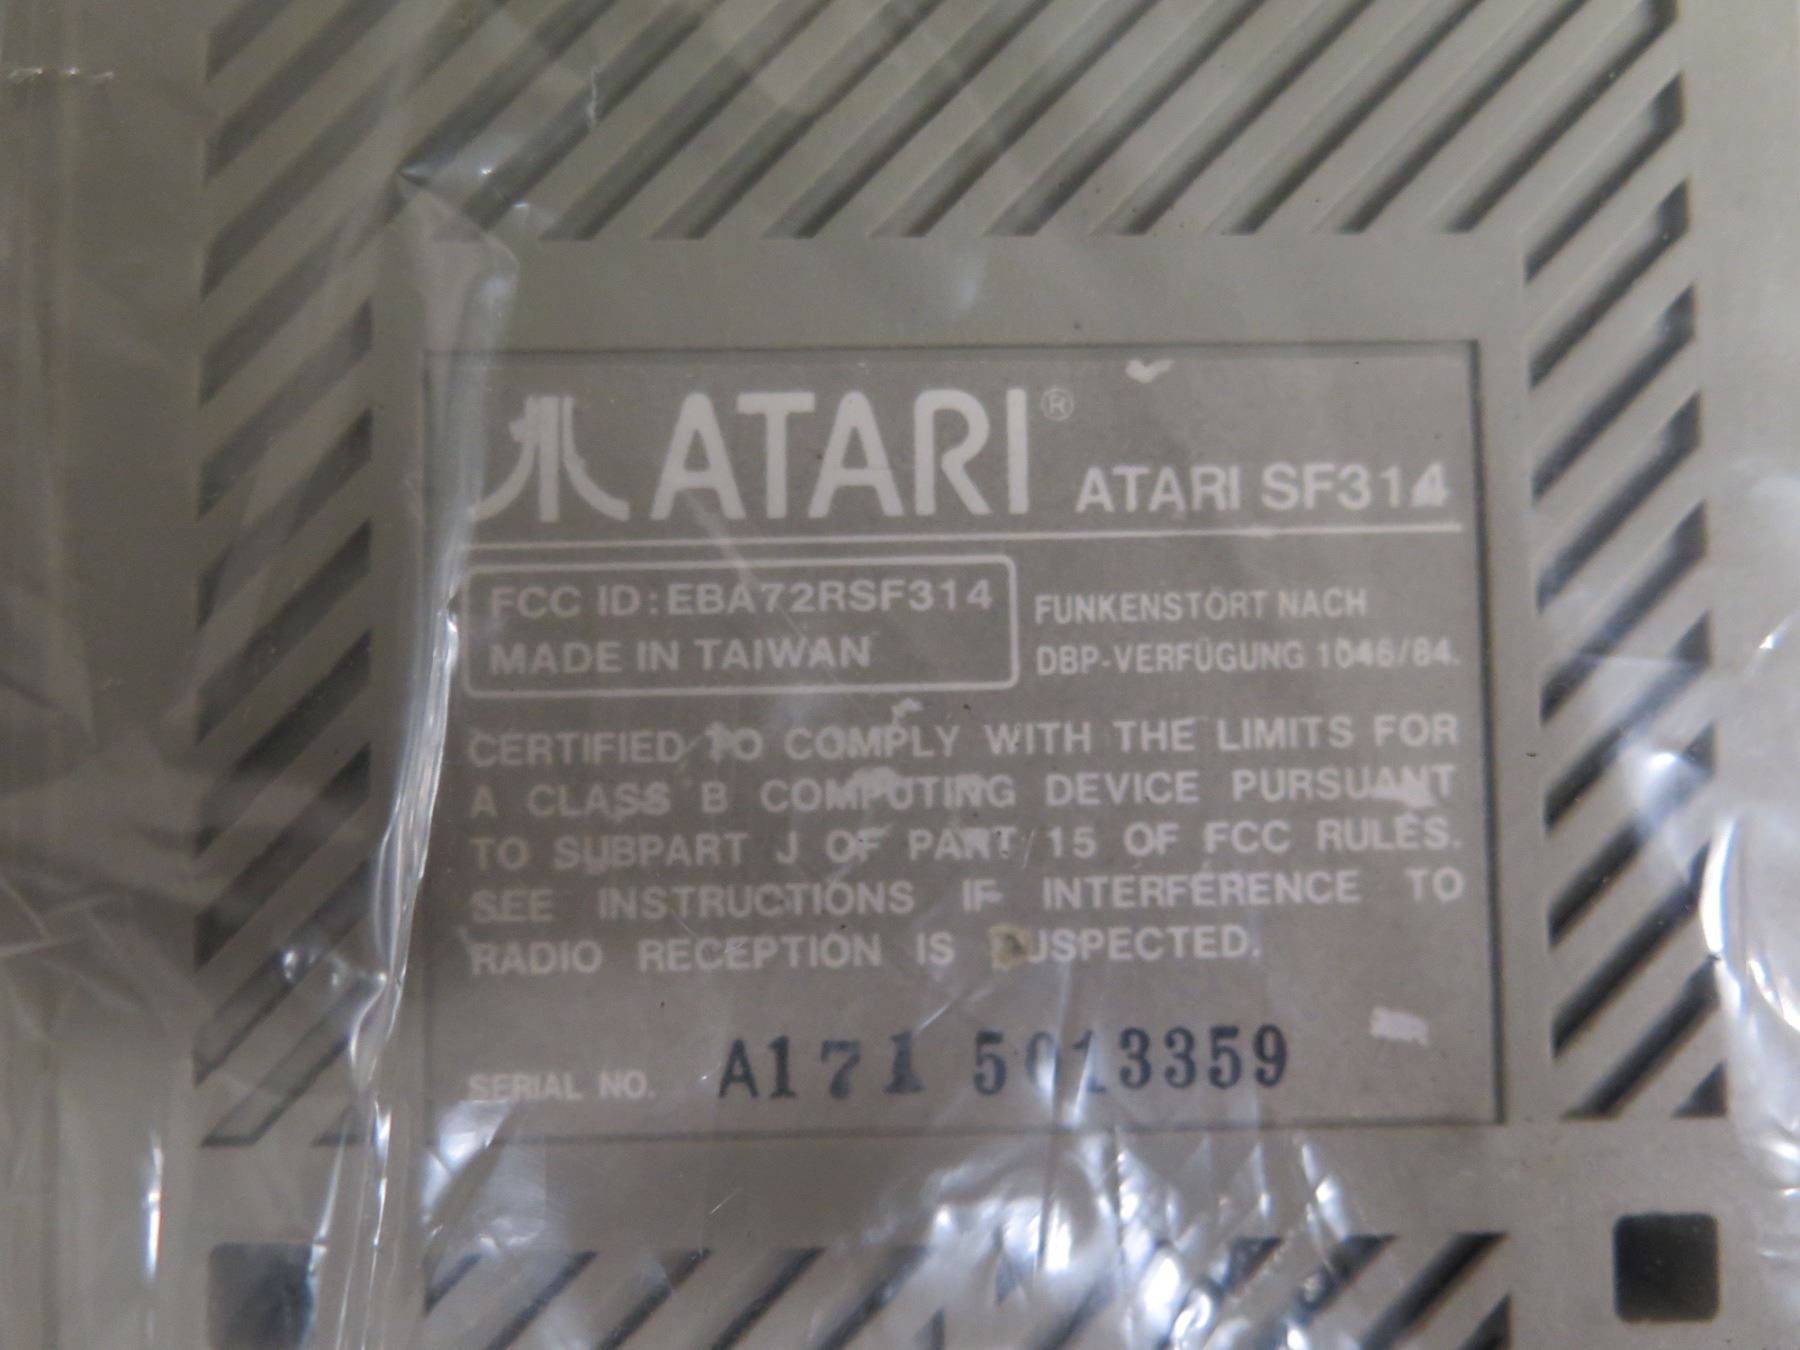 ATARI®
ATARI SF314
FCC ID:EBA72RSF314
MADE IN TAIWAN
FUNKENSTÖRT NACH
DBP-VERFÜGUNG 1046/84.
CERTIFIED TO COMPLY WITH THE LIMITS FOR
A CLASS B COMPUTING DEVICE PURSUANT
TO SUBPART J OF PART 15 OF FCC RULES.
SEE INSTRUCTIONS IF INTERFERENCE TO
RADIO RECEPTION IS SUSPECTED.
SERIAL NO. A171 5013359